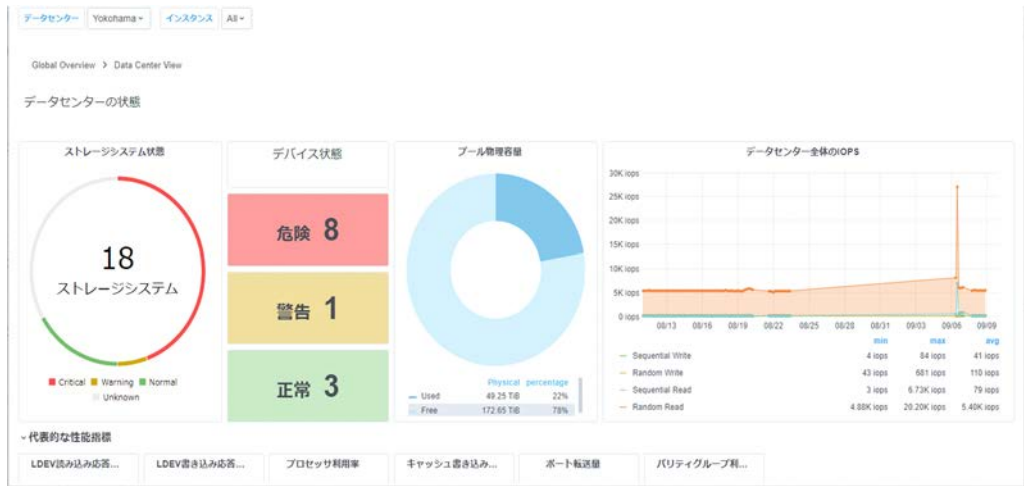 データセンター Yokohama インスタンス All
Global Overview > Data Center View
データセンターの状態
ストレージシステム状態
18
ストレージシステム
Critical Warning Normal
Unknown
デバイス状態
危険 8
警告 1
正常 3
プール物理容量
Physical percentage
Used 49.25 TiB 22%
Free 172.65 TiB 78%
データセンター全体のIOPS
30K iops
25K iops
20K iops
15K iops
10K iops
5K iops
0 iops
08/13 08/16 08/19 08/22 08/25 08/28 08/31 09/03 09/06 09/09
min max avg
Sequential Write 4 iops 84 iops 41 iops
Random Write 43 iops 681 iops 110 iops
Sequential Read 3 iops 6.73K iops 79 iops
Random Read 4.88K iops 20.20K iops 5.40K iops
代表的な性能指標
LDEV読み込み応答... LDEV書き込み応答... プロセッサ利用率 キャッシュ書き込み... ポート転送量 パリティグループ利...